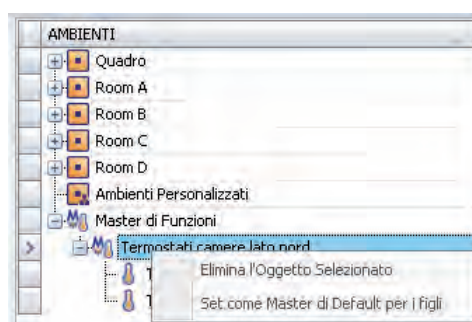 AMBIENTI
Quadro
Room A
Room B
Room C
Room D
Ambienti Personalizzati
Master di Funzioni
Termostati camere lato nord
T
Elimina l'Oggetto Selezionato
T
Set come Master di Default per i figli